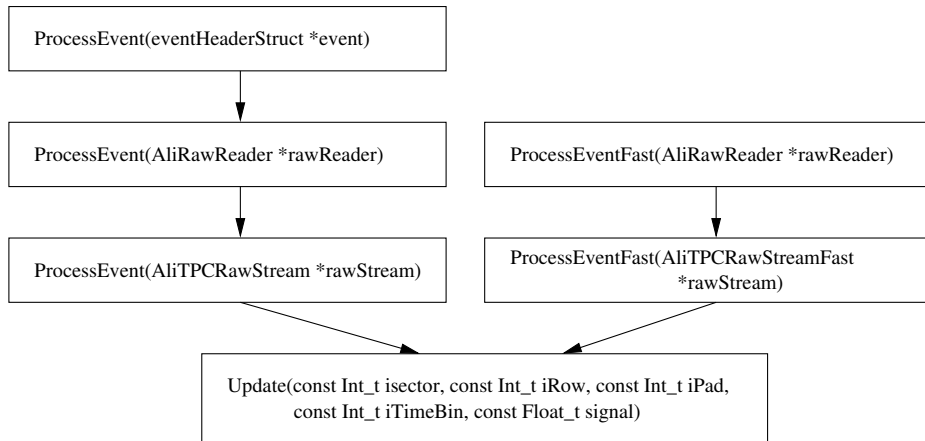 ProcessEvent(eventHeaderStruct *event)
ProcessEvent(AliRawReader *rawReader)
ProcessEventFast(AliRawReader *rawReader)
ProcessEvent(AliTPCRawStream *rawStream)
ProcessEventFast(AliTPCRawStreamFast
*rawStream)
Update(const Int_t isector, const Int_t iRow, const Int_t iPad,
const Int_t iTimeBin, const Float_t signal)